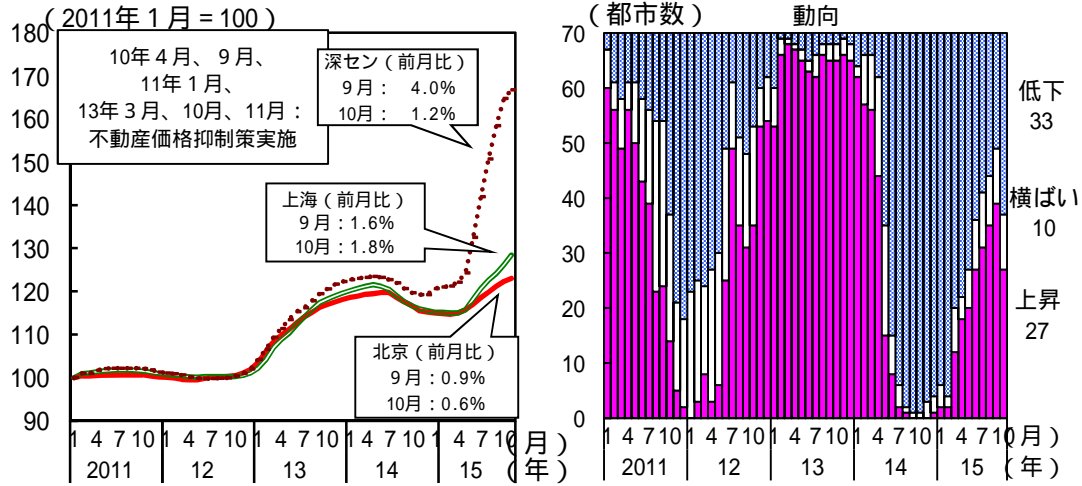 (2011年1月=100)
180
170
160
150
140
130
120
110
100
90
10年4月、9月、
11年1月、
13年3月、10月、11月:
不動産価格抑制策実施
深セン(前月比)
9月: 4.0%
10月: 1.2%
上海(前月比)
9月:1.6%
10月:1.8%
北京(前月比)
9月:0.9%
10月:0.6%
1 4 7 10 1 4 7 10 1 4 7 10 1 4 7 10 1 4 7 10 (月)
2011 12 13 14 15 (年)
(都市数) 動向
70
60
50
40
30
20
10
0
低下
33
横ばい
10
上昇
27
1 4 7 10 1 4 7 10 1 4 7 10 1 4 7 10 1 4 7 10 (月)
2011 12 13 14 15 (年)